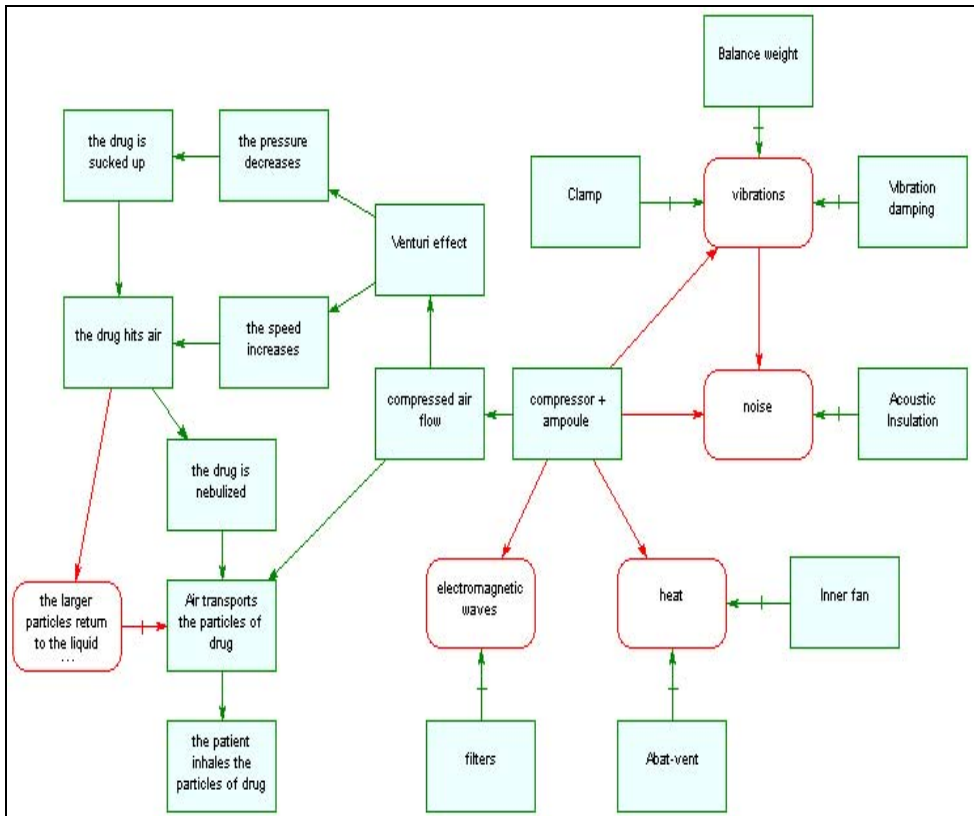 Balance weight
the drug is
sucked up
the pressure
decreases
Clamp
vibrations
Vibration
damping
Venturi effect
the drug hits air
the speed
increases
compressed air
flow
compressor +
ampoule
noise
Acoustic
Insulation
the drug is
nebulized
the larger
particles return
to the liquid
...
Air transports
the particles of
drug
electromagnetic
waves
heat
Inner fan
the patient
inhales the
particles of drug
filters
Abat-vent